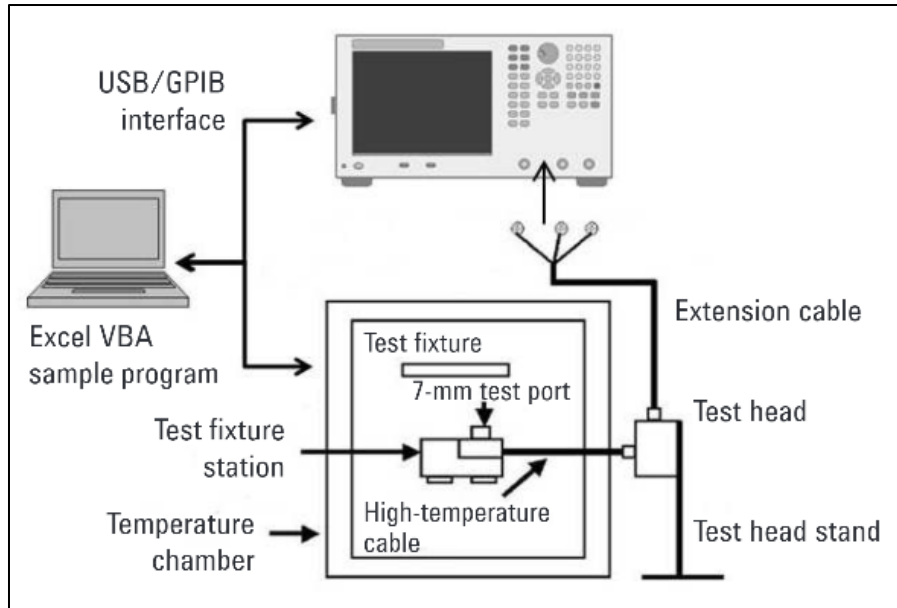 USB/GPIB
interface
Excel VBA
sample program
Extension cable
Test fixture
7-mm test port
Test head
Test fixture
station
High-temperature
cable
Temperature
chamber
Test head stand